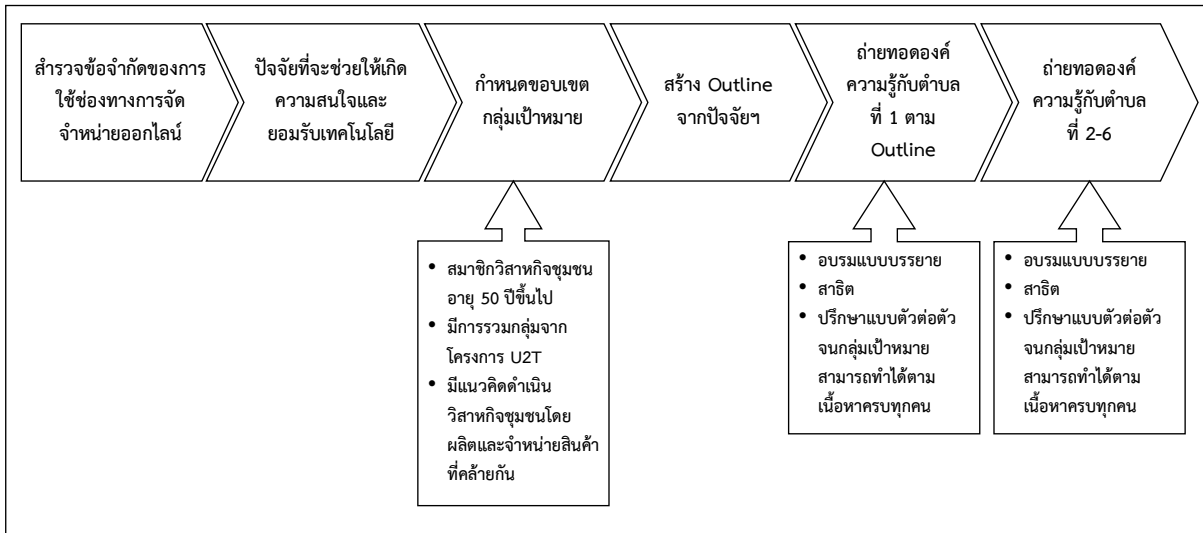 สำรวจข้อจำกัดของการ
ใช้ช่องทางการจัด
จำหน่ายออกไลน์
ปัจจัยที่จะช่วยให้เกิด
ความสนใจและ
ยอมรับเทคโนโลยี
กำหนดขอบเขต
กลุ่มเป้าหมาย
สร้าง Outline
จากปัจจัยฯ
ถ่ายทอดองค์
ความรู้กับตำบล
ที่ 1 ตาม
Outline
ถ่ายทอดองค์
ความรู้กับตำบล
ที่ 2-6
• สมาชิกวิสาหกิจชุมชน
อายุ 50 ปีขึ้นไป
• มีการรวมกลุ่มจาก
โครงการ U2T
• มีแนวคิดดำเนิน
วิสาหกิจชุมชนโดย
ผลิตและจำหน่ายสินค้า
ที่คล้ายกัน
• อบรมแบบบรรยาย
• สาธิต
• ปรึกษาแบบตัวต่อตัว
จนกลุ่มเป้าหมาย
สามารถทำได้ตาม
เนื้อหาครบทุกคน
• อบรมแบบบรรยาย
• สาธิต
• ปรึกษาแบบตัวต่อตัว
จนกลุ่มเป้าหมาย
สามารถทำได้ตาม
เนื้อหาครบทุกคน